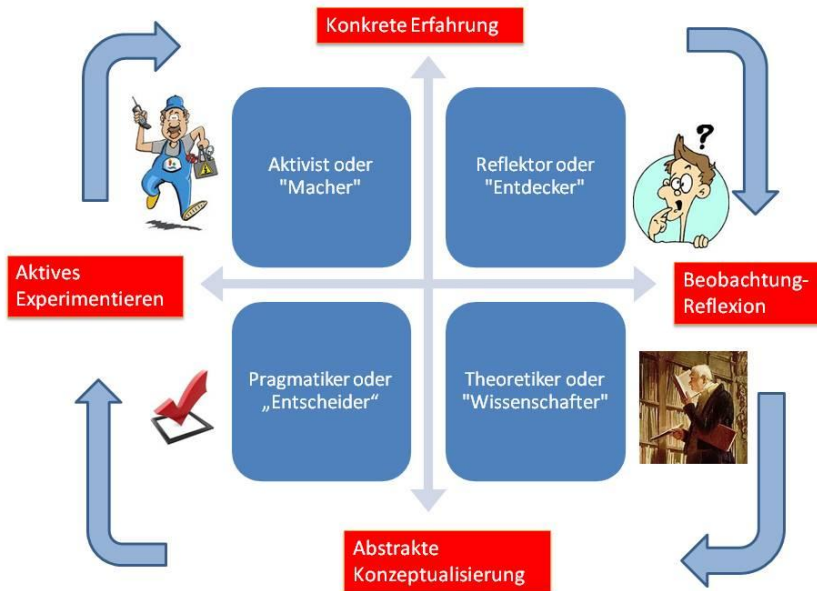 Konkrete Erfahrung
Aktivist oder
"Macher"
Reflektor oder
"Entdecker"
?
Aktives
Experimentieren
Beobachtung-
Reflexion
Pragmatiker oder
„Entscheider“
Theoretiker oder
"Wissenschafter"
Abstrakte
Konzeptualisierung